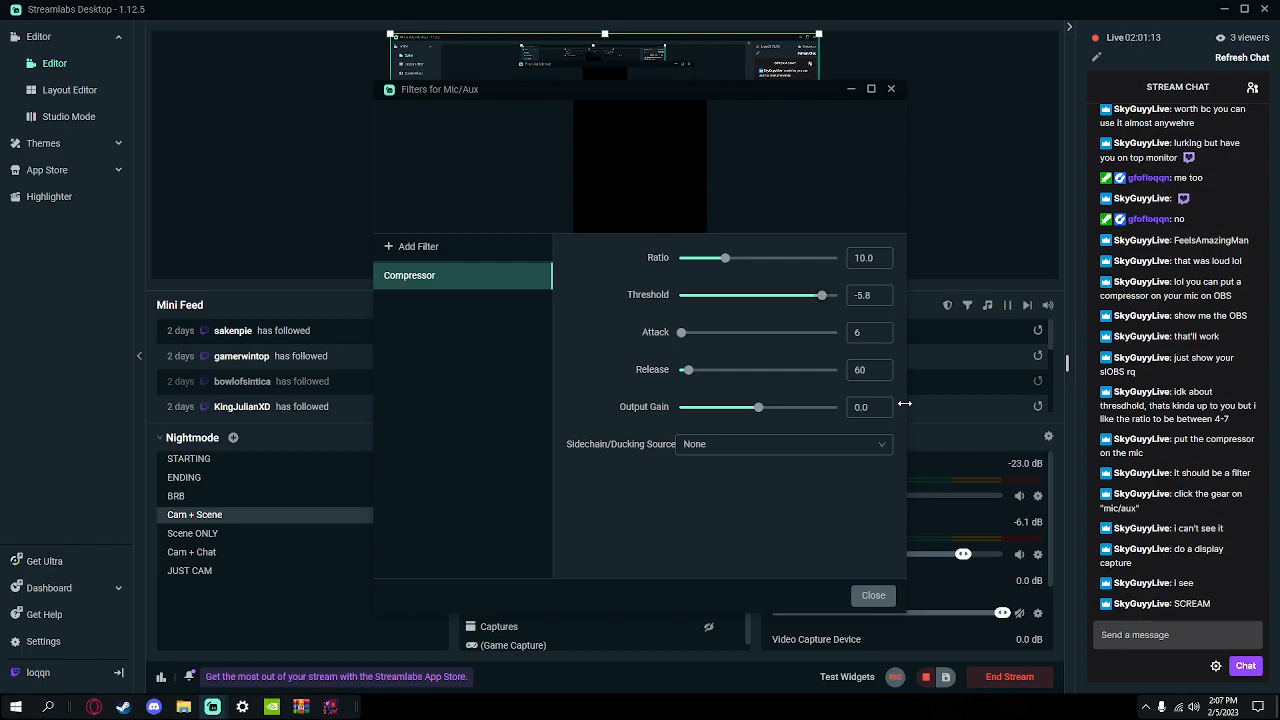 Streamlabs Desktop - 1.12.5
Editor
Editor
Layout Editor
Studio Mode
Themes
App Store
Highlighter
Get Ultra
Dashboard
Get Help
Settings
loqqn
Filters for Mic/Aux
Add Filter
Compressor
Ratio
10.0
Threshold
-5.8
Attack
6
Release
60
Output Gain
0.0
Sidechain/Ducking Source
None
Close
Mini Feed
2 days sakenpie has followed
2 days gamerwintop has followed
2 days bowlofsintica has followed
2 days KingJulianXD has followed
Nightmode
STARTING
ENDING
BRB
Cam + Scene
Scene ONLY
Cam + Chat
JUST CAM
Captures
(Game Capture)
-23.0 dB
-6.1 dB
0.0 dB
Video Capture Device
0.0 dB
Get the most out of your stream with the Streamlabs App Store.
Test Widgets
REC
End Stream
Live 02:01:13
3 viewers
Refresh Chat
STREAM CHAT
SkyGuyyLive: worth bc you can
use it almost anywehre
SkyGuyyLive: lurking but have
you on top monitor
gfofloqqn: me too
SkyGuyyLive:
gfofloqqn: no
SkyGuyyLive: FeelsAmazingMan
SkyGuyyLive: that was loud lol
SkyGuyyLive: you can put a
compressor on your mic on OBS
SkyGuyyLive: show me the OBS
SkyGuyyLive: that'll work
SkyGuyyLive: just show your
slOBS rq
SkyGuyyLive: idk about
threshold, thats kinda up to you but i
like the ratio to be between 4-7
SkyGuyyLive: put the compressor
on the mic
SkyGuyyLive: it should be a filter
SkyGuyyLive: click the gear on
"mic/aux"
SkyGuyyLive: i can't see it
SkyGuyyLive: do a display
capture
SkyGuyyLive: I see
SkyGuyyLive: SCREAM
Send a message
Chat
2:07 PM
2/5/2023